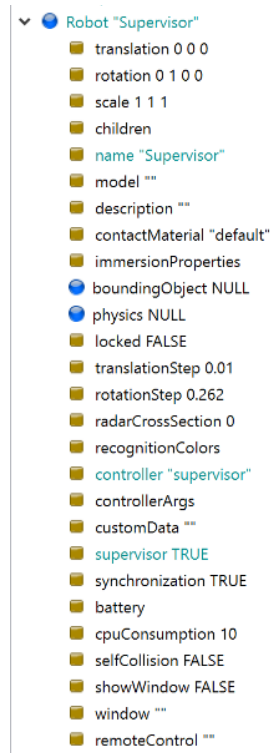 Robot "Supervisor"
translation 0 0 0
rotation 0 1 0 0
scale 1 1 1
children
name "Supervisor"
model ""
description ""
contactMaterial "default"
immersionProperties
boundingObject NULL
physics NULL
locked FALSE
translationStep 0.01
rotationStep 0.262
radarCrossSection 0
recognitionColors
controller "supervisor"
controllerArgs
customData ""
supervisor TRUE
synchronization TRUE
battery
cpuConsumption 10
selfCollision FALSE
showWindow FALSE
window ""
remoteControl ""